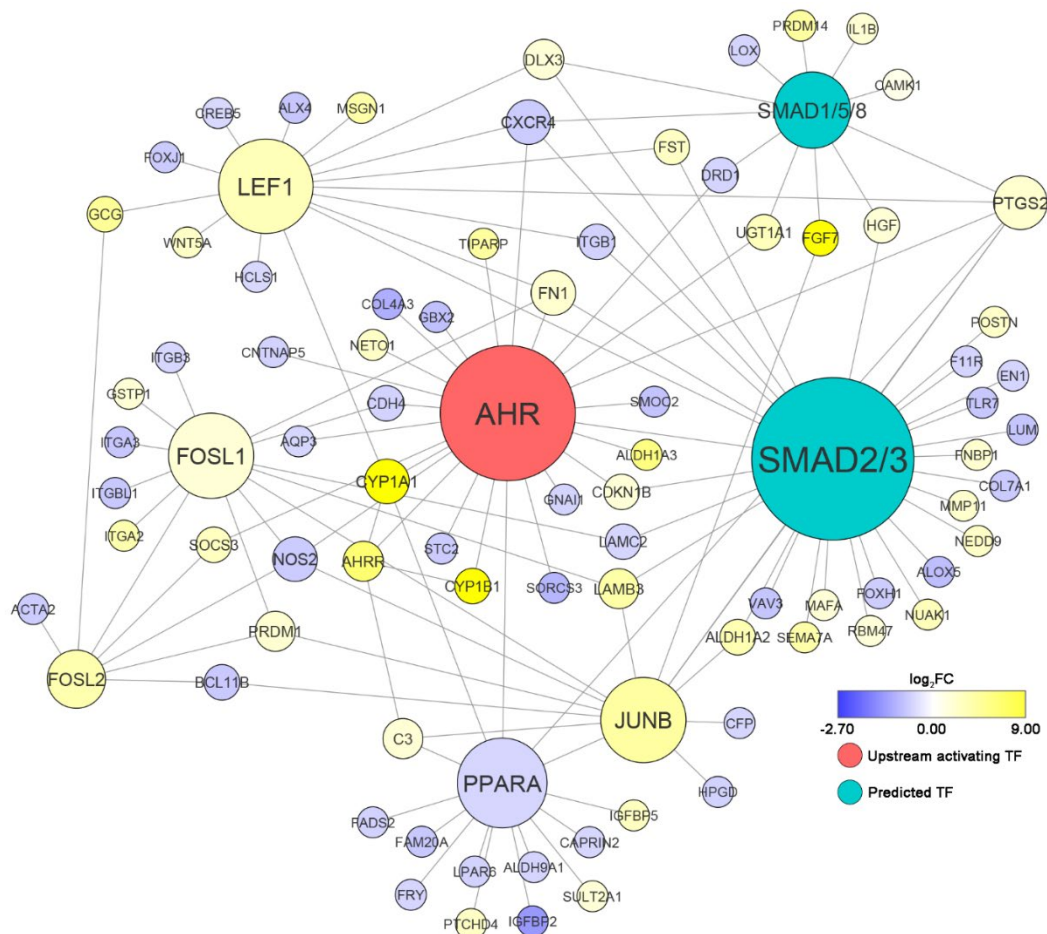 PRDM14
IL1B
LOX
DLX3
CAMK1
SMAD1/5/8
CREB5
ALX4
MSGN1
CXCR4
FOXJ1
FST
DRD1
LEF1
PTGS2
GCG
HGF
UGT1A1
FGF7
WNT5A
TIPARP
ITGB1
HCLS1
FN1
COL4A3
GBX2
POSTN
ITGB3
CNTNAP5
NETO1
F11R
EN1
GSTP1
CDH4
SMOC2
TLR7
AHR
LUM
ITGA3
FOSL1
AQP3
ALDH1A3
SMAD2/3
FNBP1
CYP1A1
COL7A1
ITGBL1
CDKN1B
GNAI1
MMP11
ITGA2
SOCS3
NOS2
AHRR
STC2
LAMC2
NEDD9
ALOX5
CYP1B1
SORCS3
LAMB3
VAV3
MAFA
FOXH1
NUAK1
ACTA2
PRDM1
ALDH1A2
SEMA7A
RBM47
FOSL2
BCL11B
log2FC
-2.70
0.00
9.00
JUNB
CFP
C3
Upstream activating TF
PPARA
HPGD
Predicted TF
FADS2
IGFBP5
FAM20A
CAPRIN2
LPAR6
ALDH9A1
FRY
SULT2A1
PTCHD4
IGFBP2